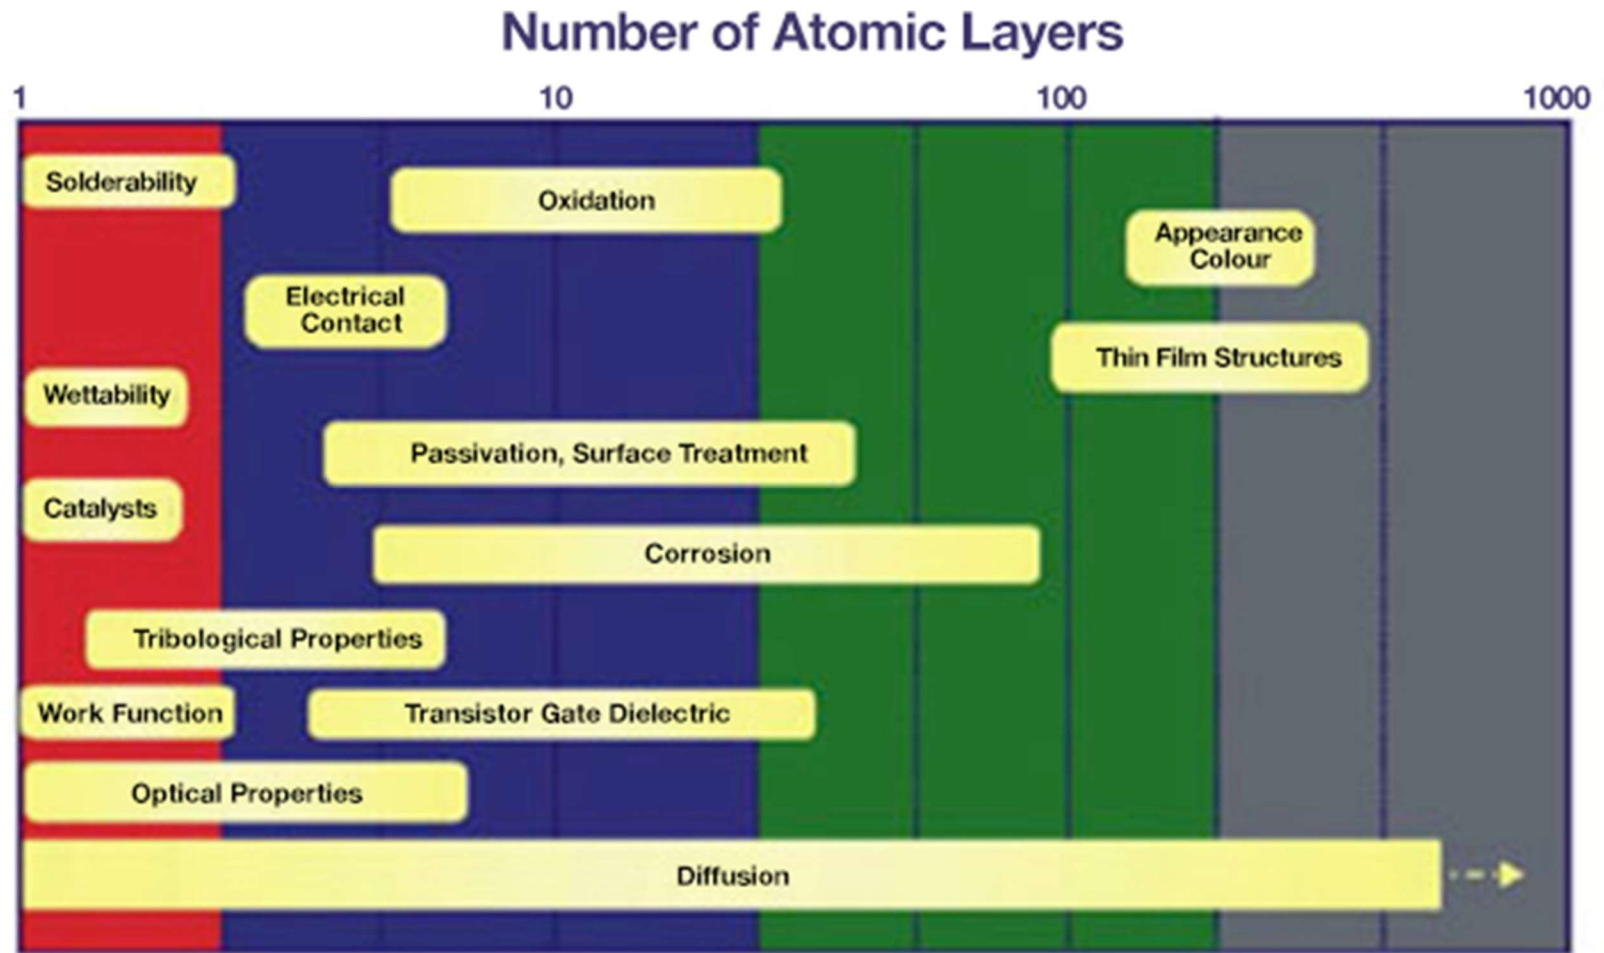 Number of Atomic Layers
1 10 100 1000
Solderability
Oxidation
Appearance
Colour
Electrical
Contact
Thin Film Structures
Wettability
Passivation, Surface Treatment
Catalysts
Corrosion
Tribological Properties
Work Function
Transistor Gate Dielectric
Optical Properties
Diffusion